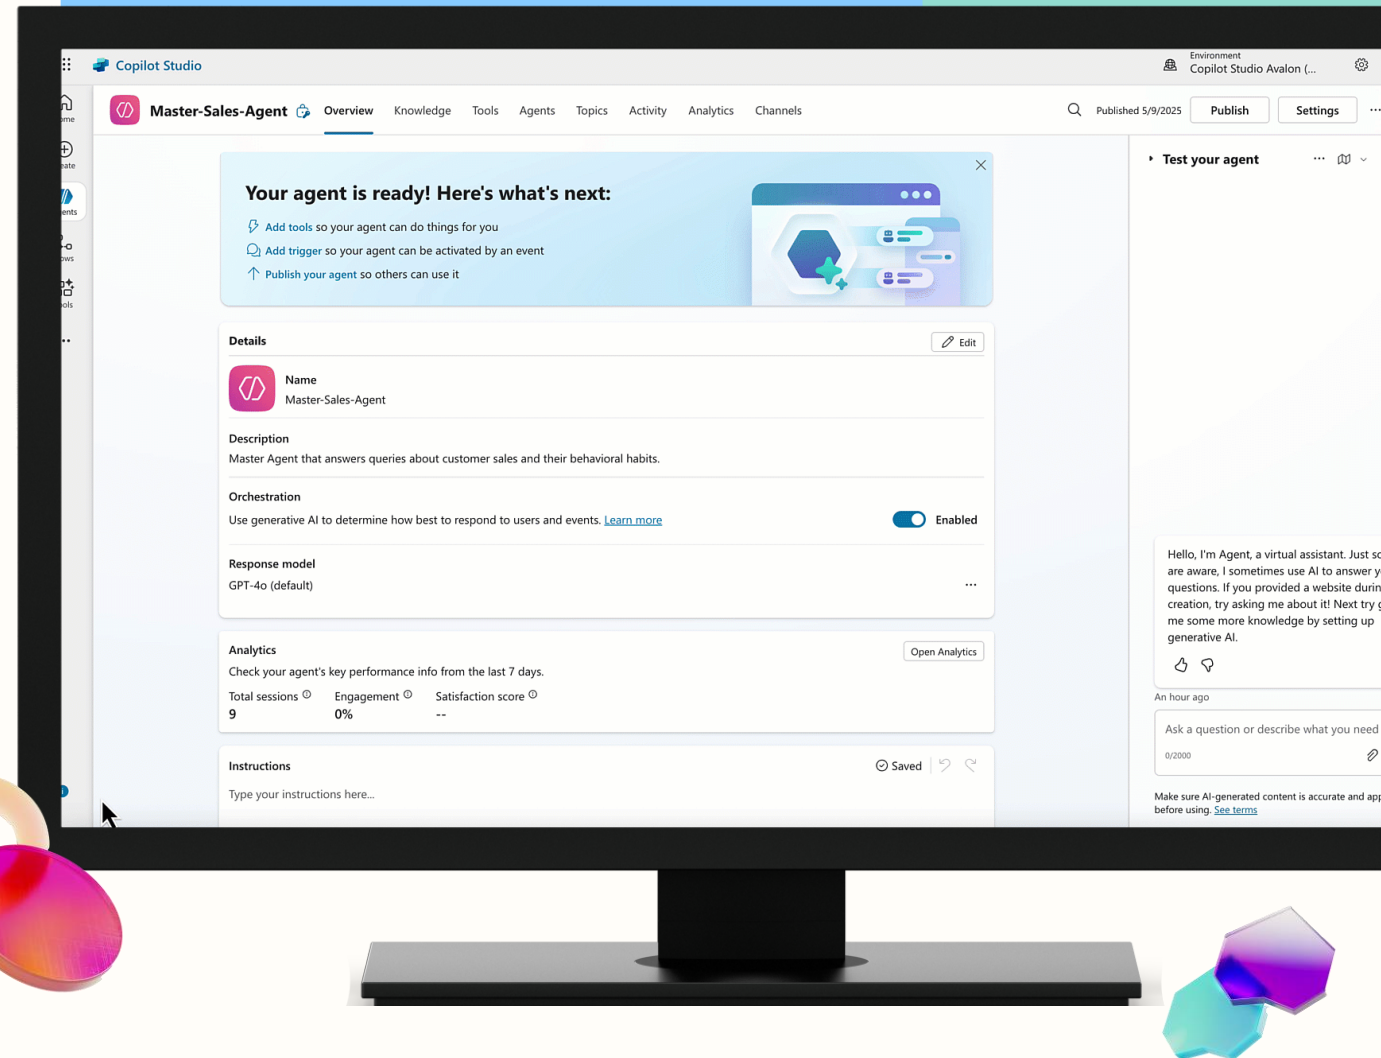 Copilot Studio
Environment
Copilot Studio Avalon (...
Master-Sales-Agent
Overview
Knowledge
Tools
Agents
Topics
Activity
Analytics
Channels
Published 5/9/2025
Publish
Settings
ome
eate
ents
ows
ols
Your agent is ready! Here's what's next:
Add tools so your agent can do things for you
Add trigger so your agent can be activated by an event
Publish your agent so others can use it
Details
Edit
Name
Master-Sales-Agent
Description
Master Agent that answers queries about customer sales and their behavioral habits.
Orchestration
Use generative AI to determine how best to respond to users and events. Learn more
Enabled
Response model
GPT-4o (default)
Analytics
Open Analytics
Check your agent's key performance info from the last 7 days.
Total sessions
Engagement
Satisfaction score
9
0%
--
Instructions
Saved
Type your instructions here...
Test your agent
Hello, I'm Agent, a virtual assistant. Just so
are aware, I sometimes use AI to answer y
questions. If you provided a website durin
creation, try asking me about it! Next try g
me some more knowledge by setting up
generative AI.
An hour ago
Ask a question or describe what you need
0/2000
Make sure AI-generated content is accurate and app
before using. See terms